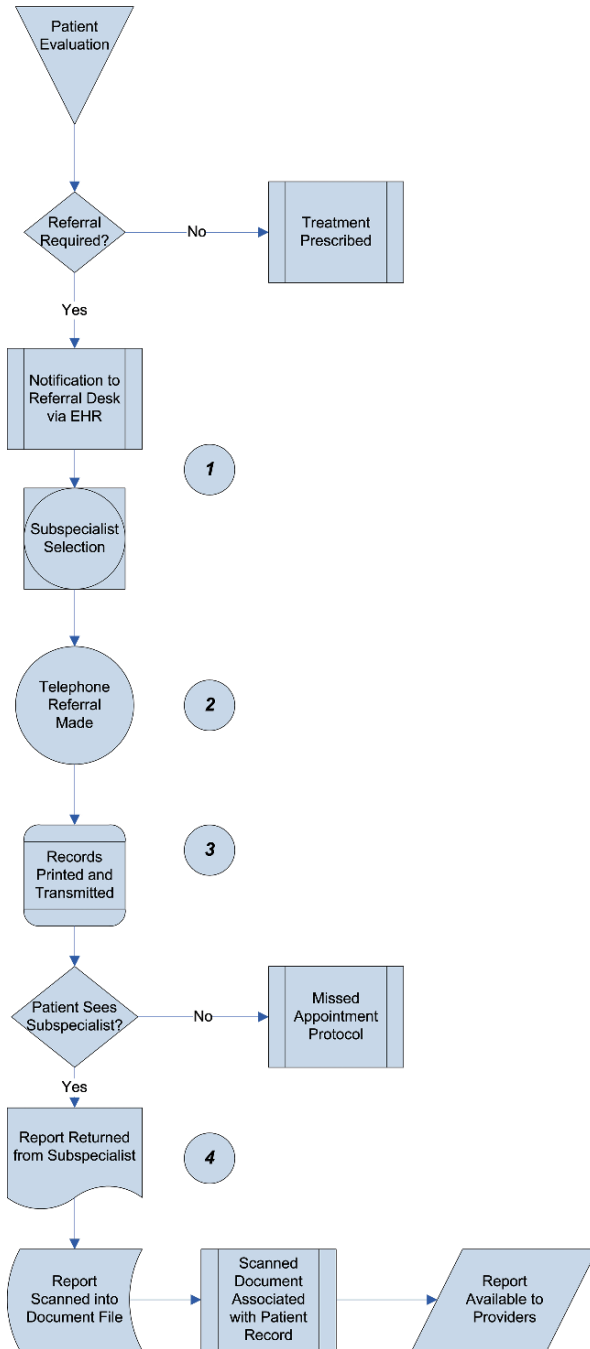 Patient
Evaluation
Referral
Required?
No
Treatment
Prescribed
Yes
Notification to
Referral Desk
via EHR
1
Subspecialist
Selection
Telephone
Referral
Made
2
3
Records
Printed and
Transmitted
Patient Sees
Subspecialist?
No
Missed
Appointment
Protocol
Yes
Report Returned
from Subspecialist
4
Report
Scanned into
Document File
Scanned
Document
Associated
with Patient
Record
Report
Available to
Providers